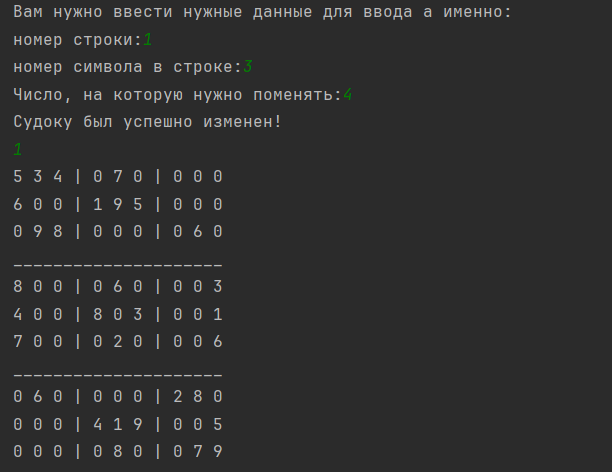 Вам нужно ввести нужные данные для ввода а именно:
номер строки:1
номер символа в строке:3
Число, на которую нужно поменять:4
Судоку был успешно изменен!
1
5 3 4 | 0 7 0 | 0 0 0
6 0 0 | 1 9 5 | 0 0 0
0 9 8 | 0 0 0 | 0 6 0
_____________________
8 0 0 | 0 6 0 | 0 0 3
4 0 0 | 8 0 3 | 0 0 1
7 0 0 | 0 2 0 | 0 0 6
_____________________
0 6 0 | 0 0 0 | 2 8 0
0 0 0 | 4 1 9 | 0 0 5
0 0 0 | 0 8 0 | 0 7 9